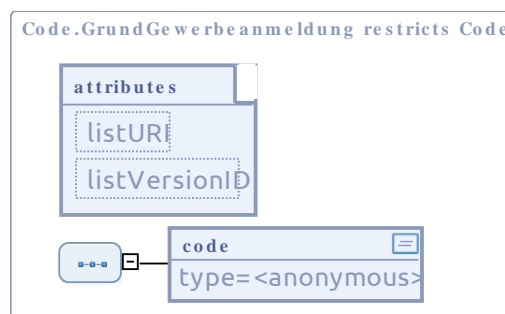 Code.GrundGewerbeanmeldung restricts Code
attributes
listURI
listVersionID
code
type=<anonymous>